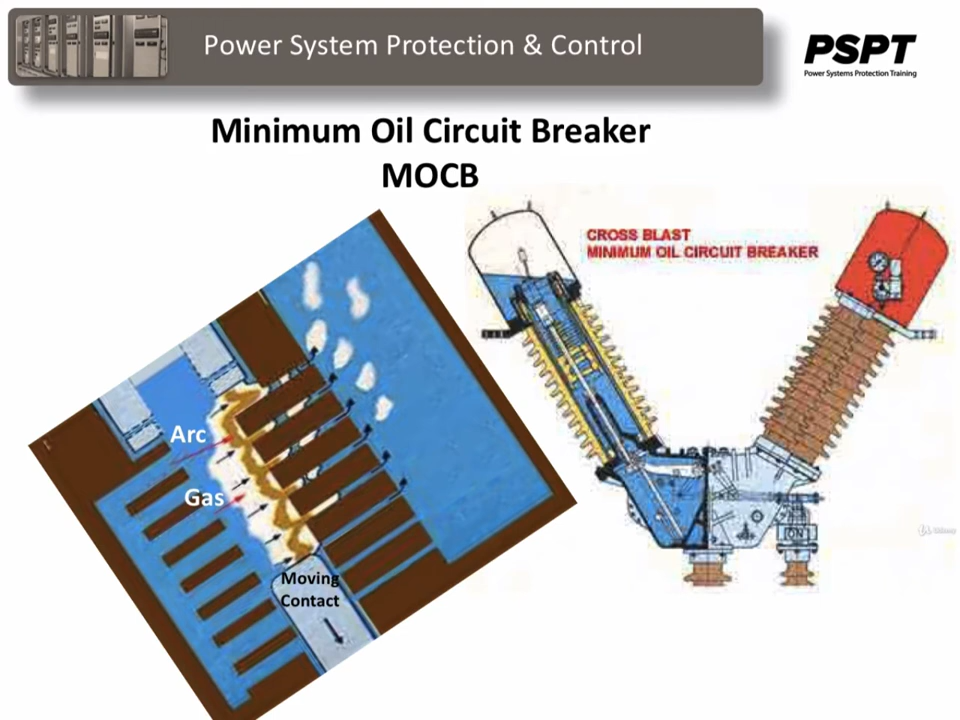 Power System Protection & Control
PSPT
Power Systems Protection Training
Minimum Oil Circuit Breaker
MOCB
CROSS BLAST
MINIMUM OIL CIRCUIT BREAKER
Arc
Gas
Moving
Contact
ON